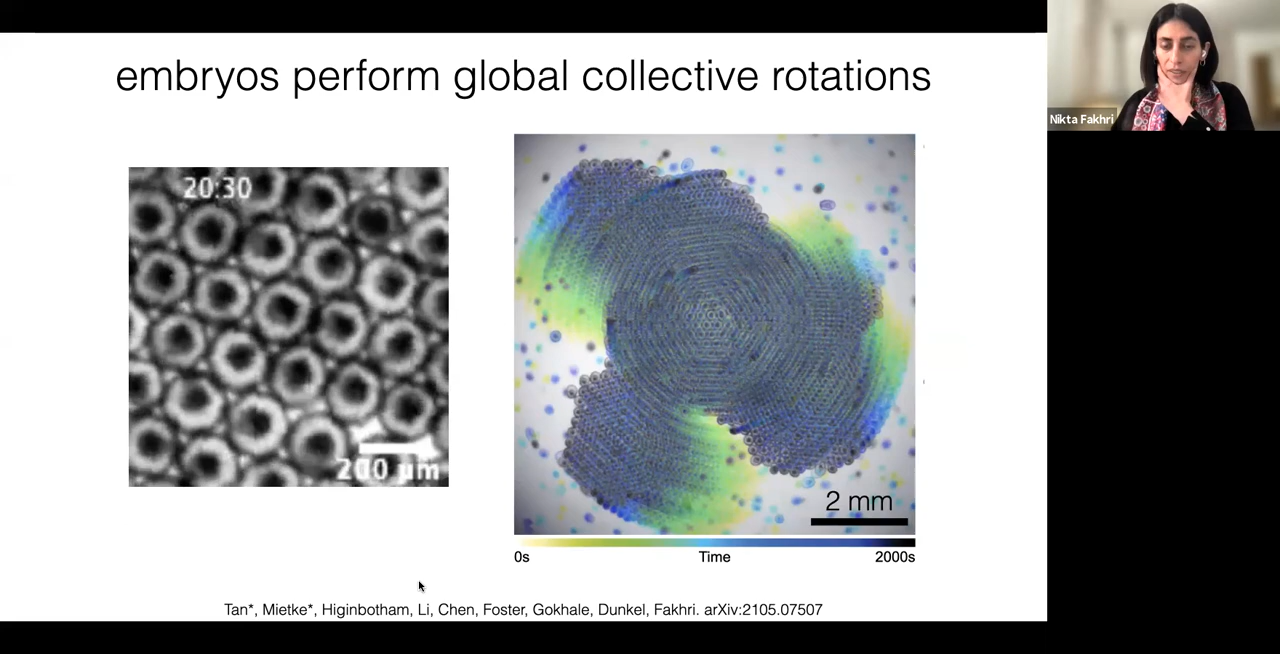 embryos perform global collective rotations
Nikta Fakhri
20:30
200 µm
2 mm
0s
Time
2000s
Tan*, Mietke*, Higinbotham, Li, Chen, Foster, Gokhale, Dunkel, Fakhri. arXiv:2105.07507